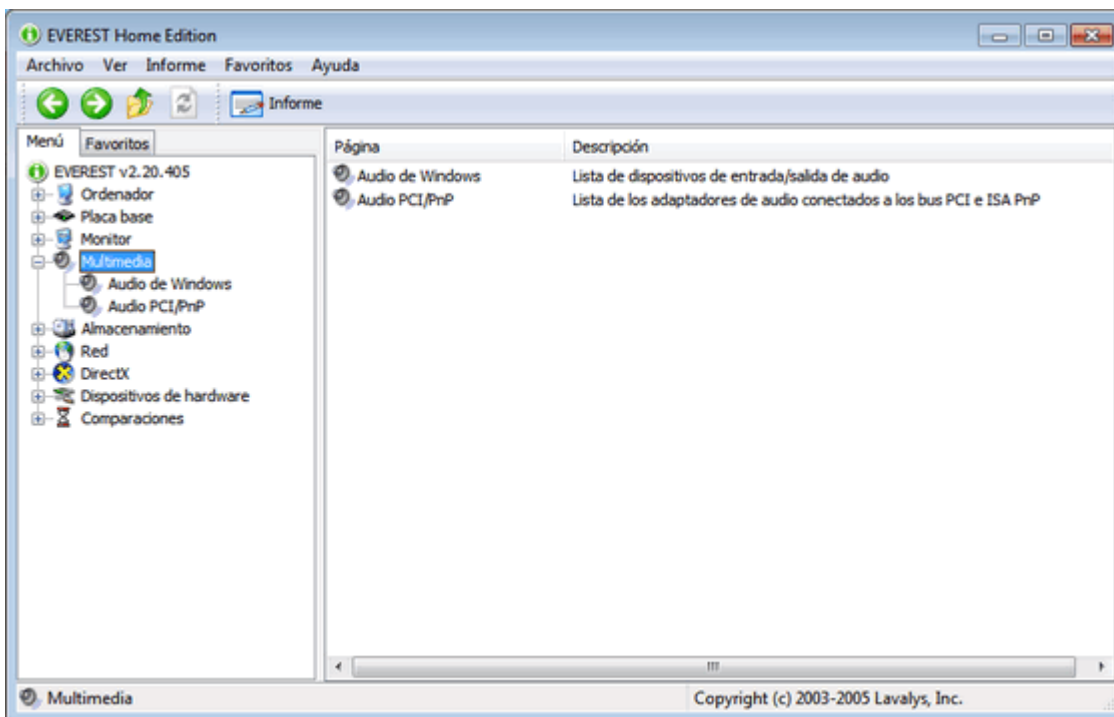 EVEREST Home Edition
Archivo Ver Informe Favoritos Ayuda
Informe
Menú Favoritos
EVEREST v2.20.405
Ordenador
Placa base
Monitor
Multimedia
Audio de Windows
Audio PCI/PnP
Almacenamiento
Red
DirectX
Dispositivos de hardware
Comparaciones
Página Descripción
Audio de Windows Lista de dispositivos de entrada/salida de audio
Audio PCI/PnP Lista de los adaptadores de audio conectados a los bus PCI e ISA PnP
Multimedia Copyright (c) 2003-2005 Lavalys, Inc.